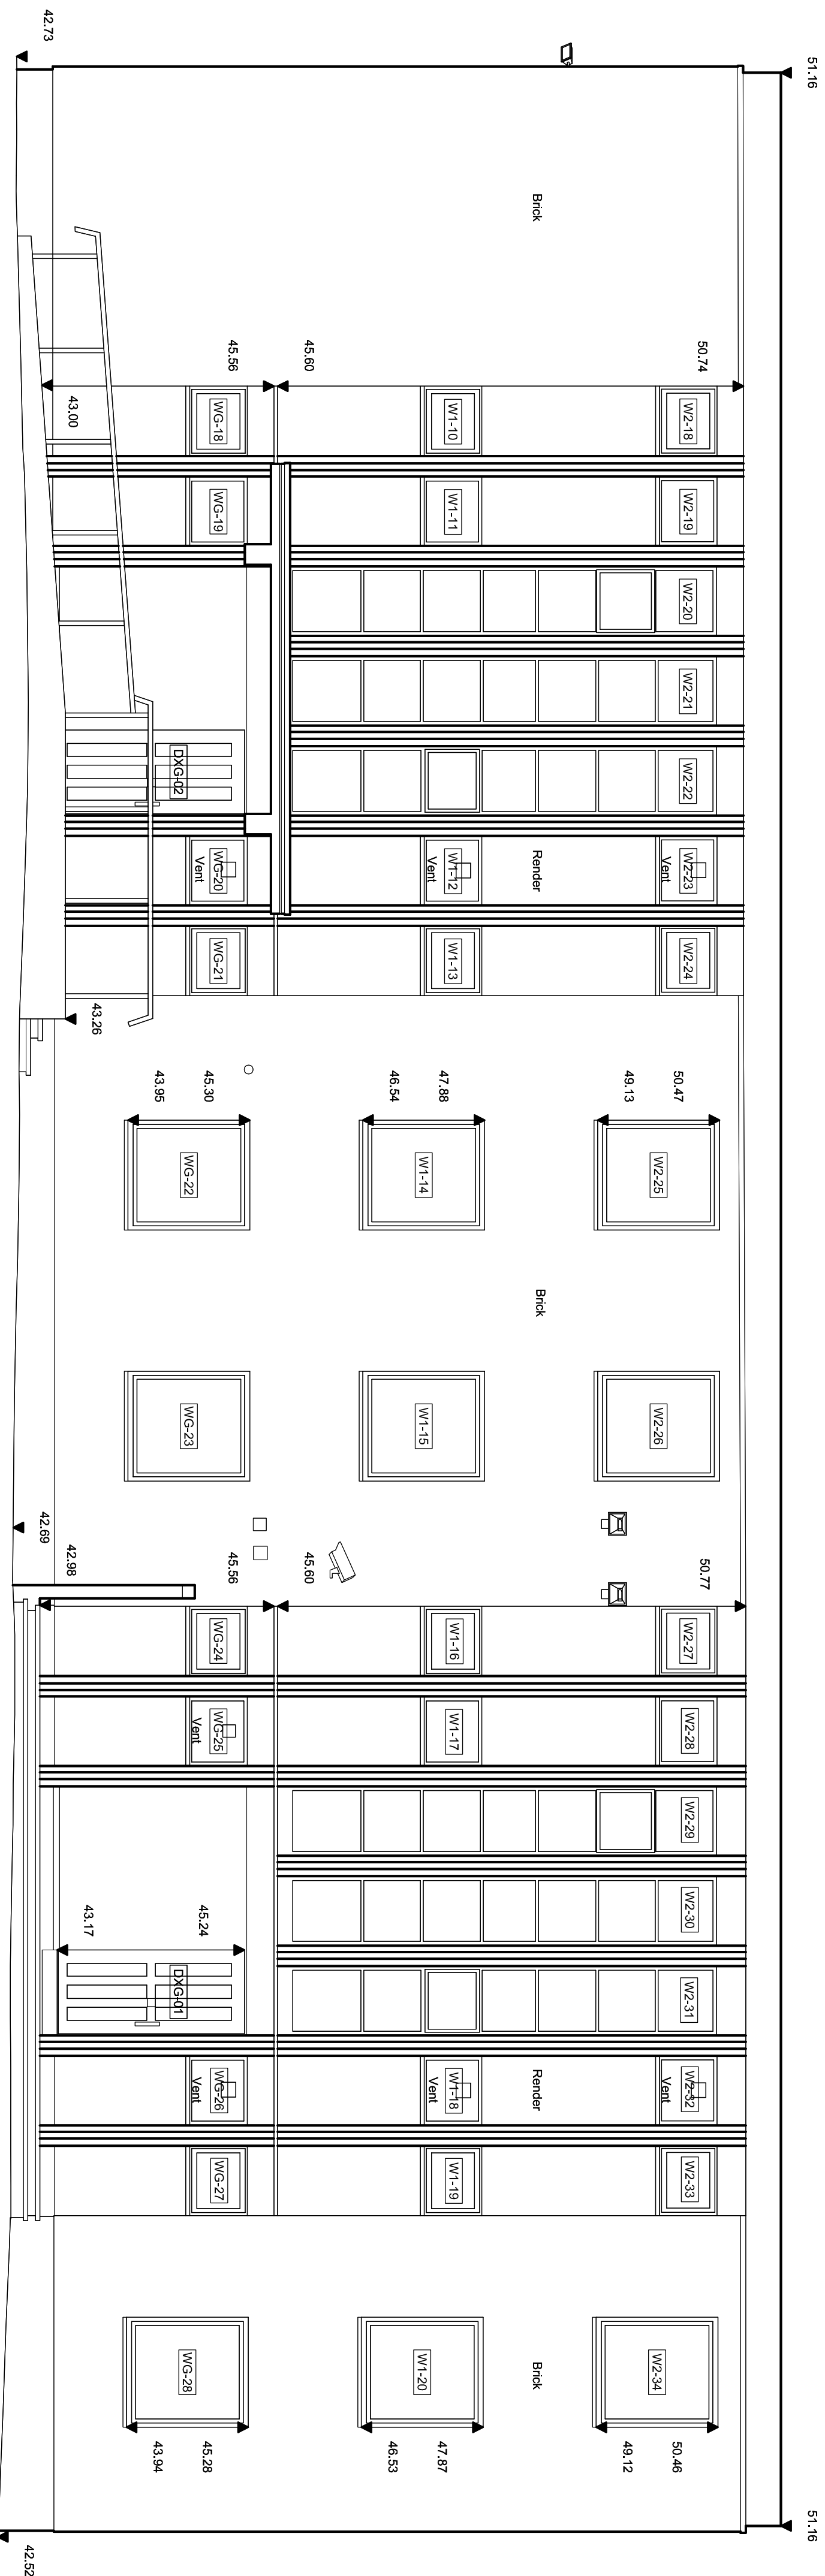 51.16
51.16
Brick
50.74
45.60
45.56
43.00
42.73
W2-18
W2-19
W2-20
W2-21
W2-22
W2-23
Vent
W2-24
W1-10
W1-11
W1-12
Vent
Render
W1-13
WG-18
WG-19
DXG-02
WG-20
Vent
WG-21
43.26
50.47
49.13
47.88
46.54
45.30
43.95
W2-25
W1-14
WG-22
Brick
W2-26
W1-15
WG-23
50.77
45.60
45.56
42.98
42.69
W2-27
W2-28
W2-29
W2-30
W2-31
W2-32
Vent
W2-33
W1-16
W1-17
Render
W1-18
Vent
W1-19
WG-24
WG-25
Vent
45.24
43.17
DXG-01
WG-26
Vent
WG-27
W2-34
Brick
W1-20
WG-28
50.46
49.12
47.87
46.53
45.28
43.94
42.52